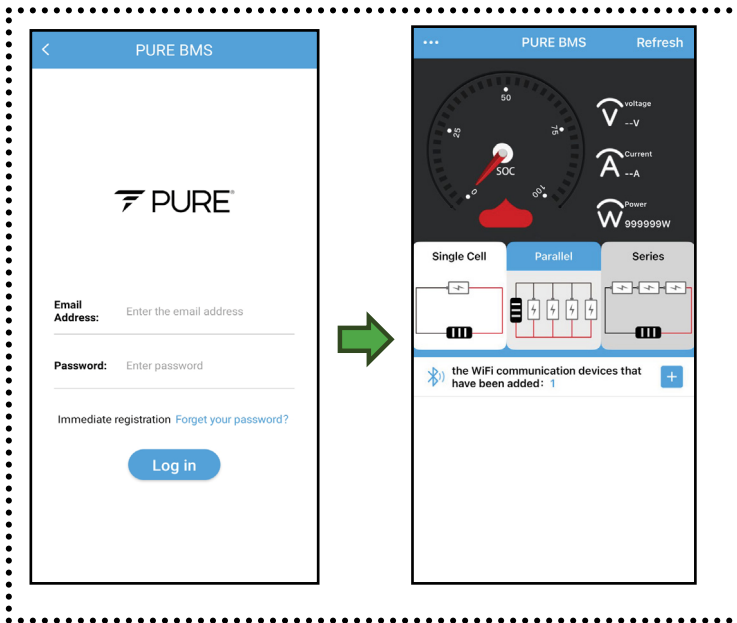 PURE BMS
PURE®
Email
Address:
Enter the email address
Password:
Enter password
Immediate registration Forget your password?
Log in
PURE BMS
Refresh
0
25
50
75
100
SOC
V
voltage
--V
A
Current
--A
W
Power
999999W
Single Cell
Parallel
Series
the WiFi communication devices that
have been added: 1